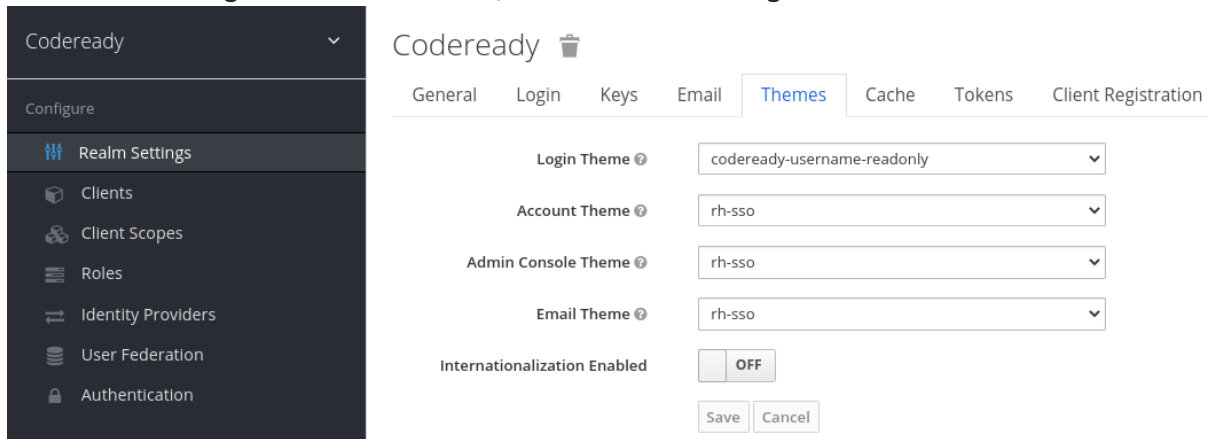 Codeready
Configure
Realm Settings
Clients
Client Scopes
Roles
Identity Providers
User Federation
Authentication
Codeready
General Login Keys Email Themes Cache Tokens Client Registration
Login Theme codeready-username-readonly
Account Theme rh-sso
Admin Console Theme rh-sso
Email Theme rh-sso
Internationalization Enabled OFF
Save Cancel